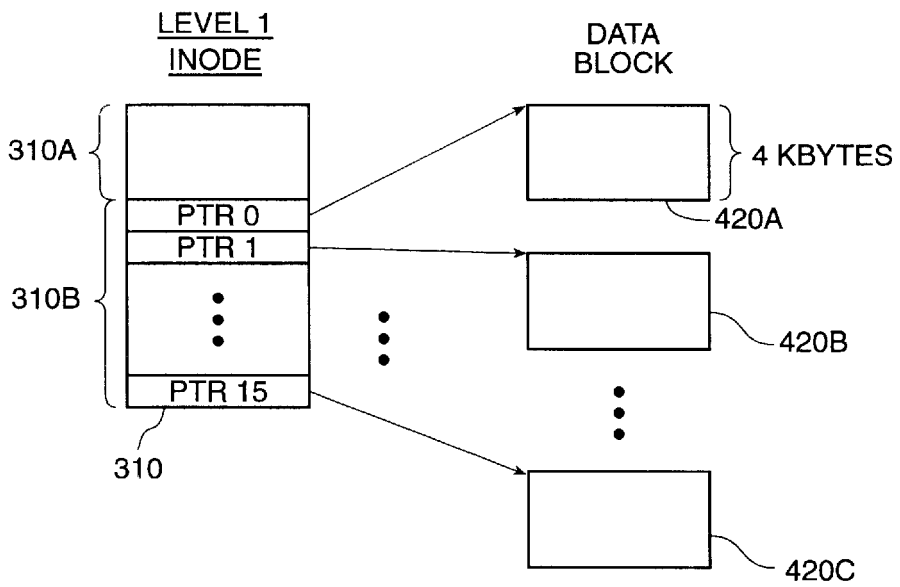 LEVEL 1
INODE
DATA
BLOCK
310A
4 KBYTES
PTR 0
420A
PTR 1
310B
420B
PTR 15
310
420C